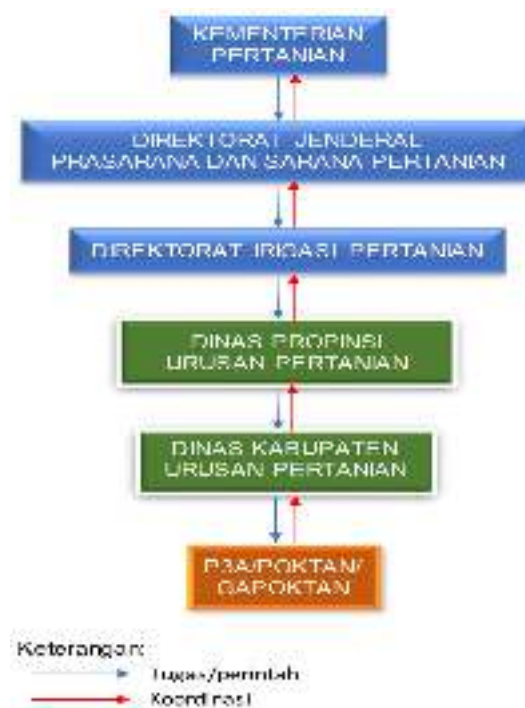 KEMENTERIAN
PERTANIAN
DIREKTORAT JENDERAL
PRASARANA DAN SARANA PERTANIAN
DIREKTORAT IRIGASI PERTANIAN
DINAS PROPINSI
URUSAN PERTANIAN
DINAS KABUPATEN
URUSAN PERTANIAN
P3A/POKTAN/
GAPOKTAN
Keterangan:
Tugas/perintah
Koordinasi